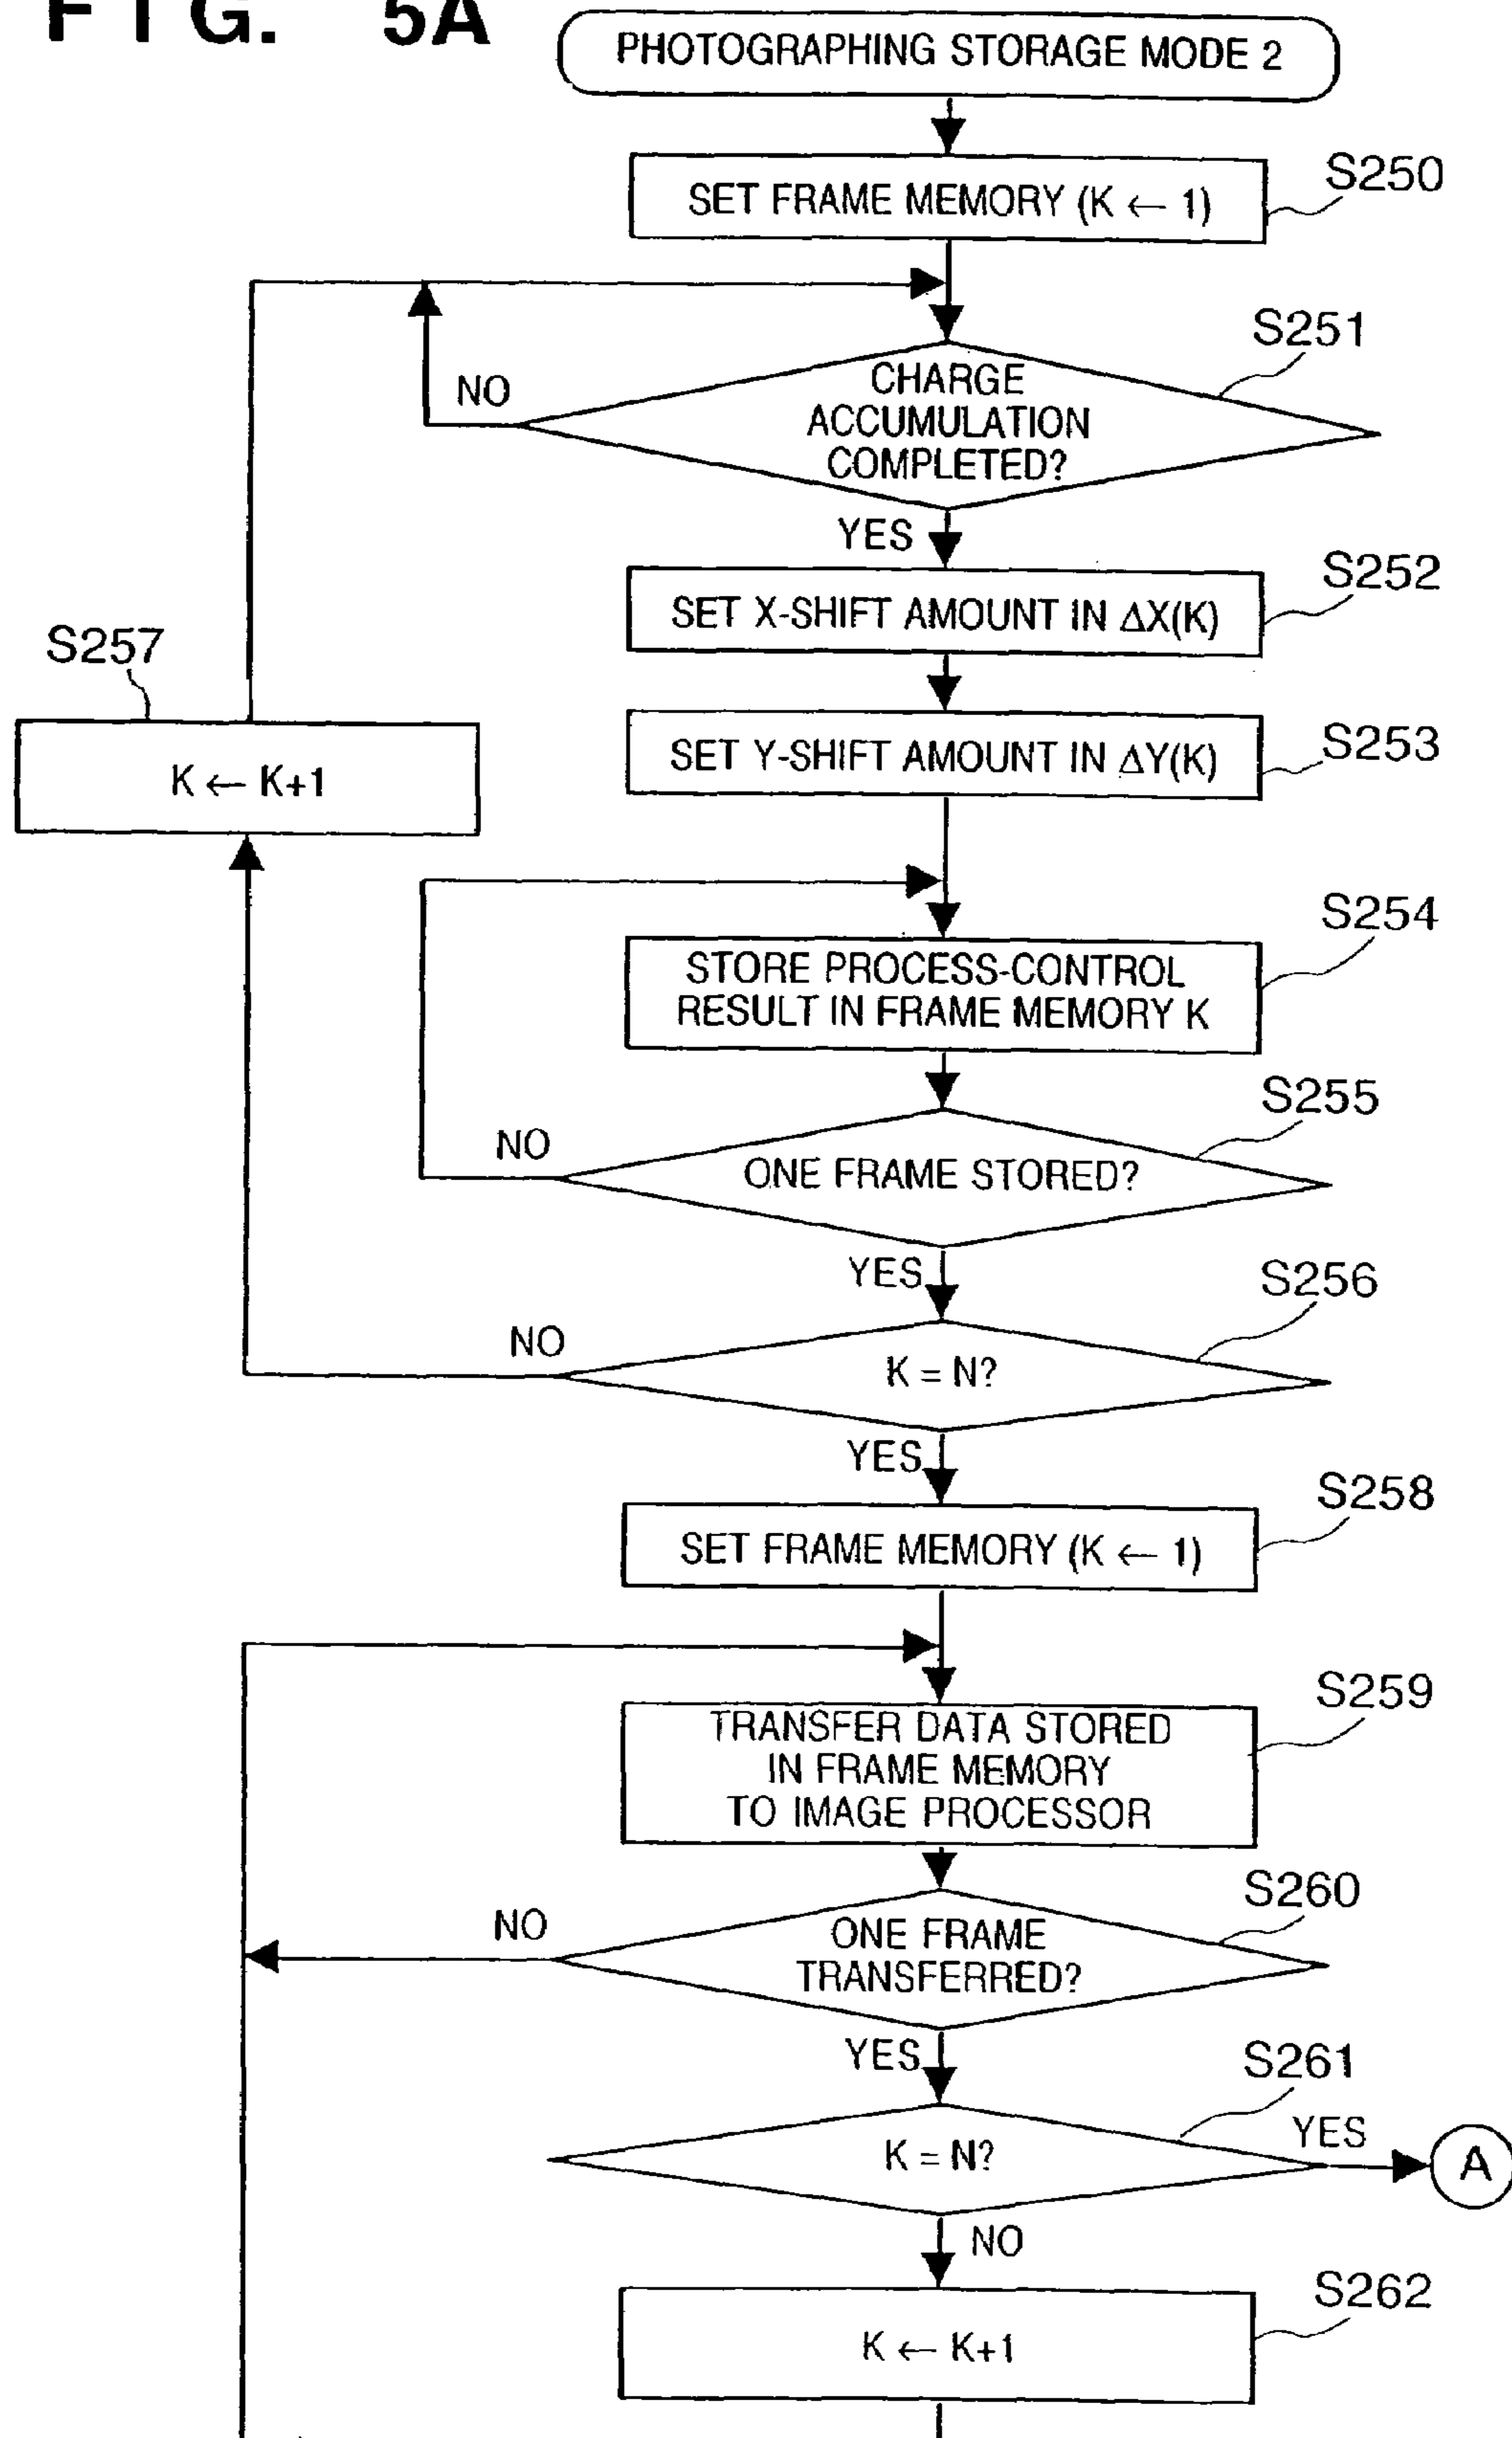 FIG. 5A
PHOTOGRAPHING STORAGE MODE 2
SET FRAME MEMORY (K ← 1)
S250
S251
CHARGE
ACCUMULATION
COMPLETED?
NO
YES
S252
SET X-SHIFT AMOUNT IN ΔX(K)
S257
K ← K+1
S253
SET Y-SHIFT AMOUNT IN ΔY(K)
S254
STORE PROCESS-CONTROL
RESULT IN FRAME MEMORY K
S255
NO
ONE FRAME STORED?
YES
S256
NO
K = N?
YES
S258
SET FRAME MEMORY (K ← 1)
S259
TRANSFER DATA STORED
IN FRAME MEMORY
TO IMAGE PROCESSOR
S260
NO
ONE FRAME
TRANSFERRED?
YES
S261
K = N?
YES
A
NO
S262
K ← K+1